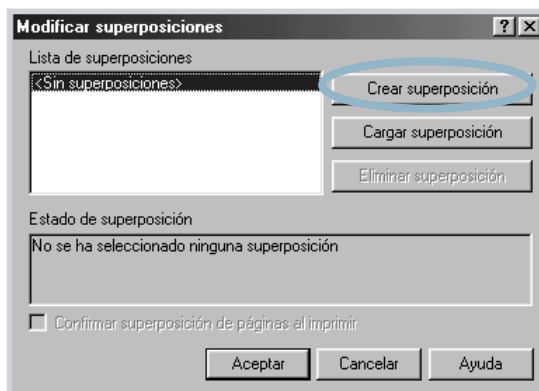 Modificar superposiciones
Lista de superposiciones
<Sin superposiciones>
Crear superposición
Cargar superposición
Eliminar superposición
Estado de superposición
No se ha seleccionado ninguna superposición
Confirmar superposición de páginas al imprimir
Aceptar
Cancelar
Ayuda